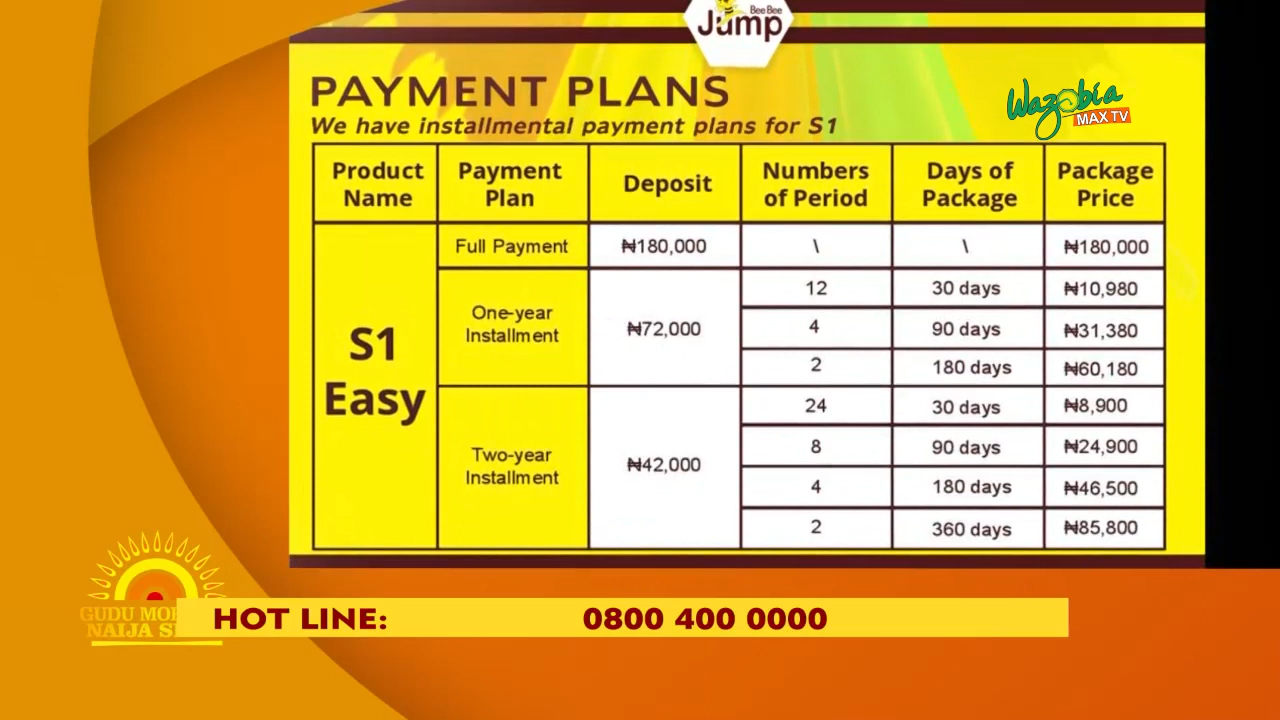 Bee Bee
Jump
PAYMENT PLANS
We have installmental payment plans for S1
Wazobia
MAX TV
Product Name | Payment Plan | Deposit | Numbers of Period | Days of Package | Package Price
S1 Easy
Full Payment | ₦180,000 | \ | \ | ₦180,000
One-year Installment | ₦72,000
12 | 30 days | ₦10,980
4 | 90 days | ₦31,380
2 | 180 days | ₦60,180
Two-year Installment | ₦42,000
24 | 30 days | ₦8,900
8 | 90 days | ₦24,900
4 | 180 days | ₦46,500
2 | 360 days | ₦85,800
GUDU
NAIJA
HOT LINE: 0800 400 0000